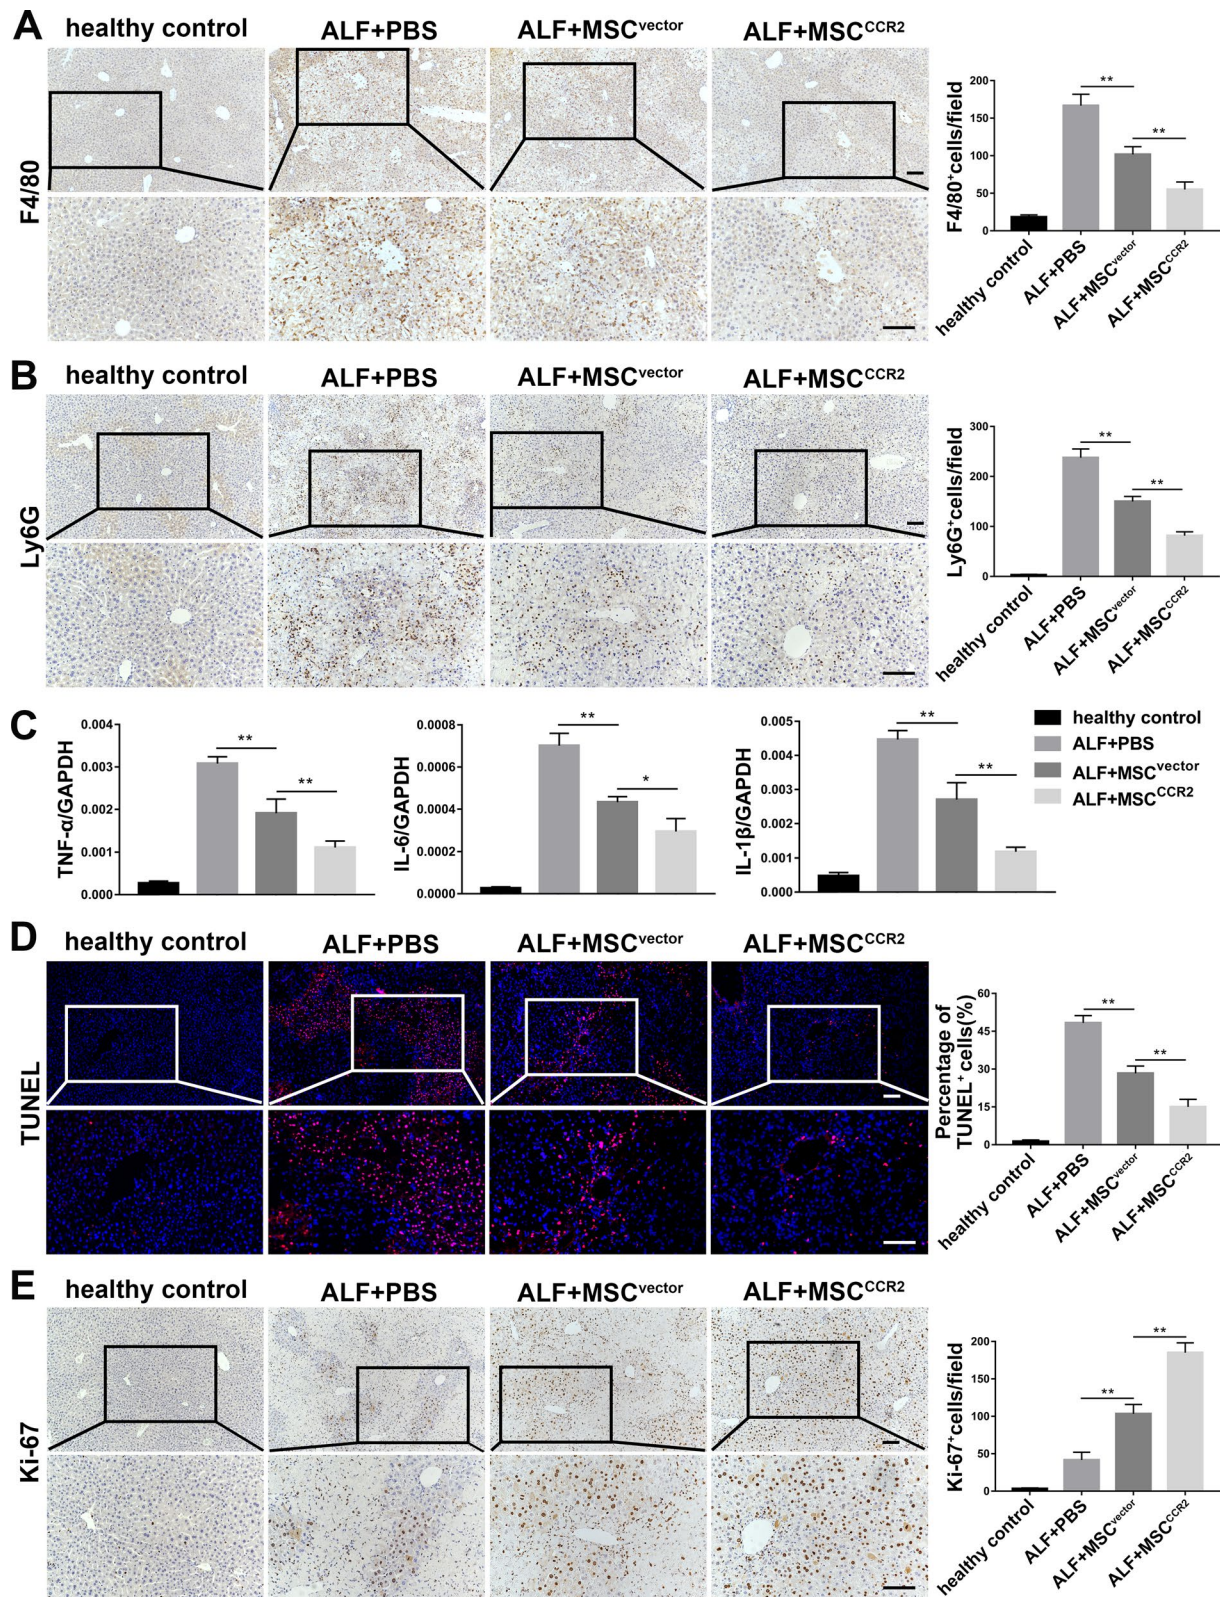 A
healthy control
ALF+PBS
ALF+MSCvector
ALF+MSCCCR2
F4/80
F4/80+cells/field
200
150
100
50
0
healthy control
ALF+PBS
ALF+MSCvector
ALF+MSCCCR2
**
**
B
healthy control
ALF+PBS
ALF+MSCvector
ALF+MSCCCR2
Ly6G
Ly6G+cells/field
300
200
100
0
healthy control
ALF+PBS
ALF+MSCvector
ALF+MSCCCR2
**
**
C
TNF-α/GAPDH
0.004
0.003
0.002
0.001
0.000
**
**
IL-6/GAPDH
0.0008
0.0006
0.0004
0.0002
0.0000
**
*
IL-1β/GAPDH
0.005
0.004
0.003
0.002
0.001
0.000
**
**
healthy control
ALF+PBS
ALF+MSCvector
ALF+MSCCCR2
D
healthy control
ALF+PBS
ALF+MSCvector
ALF+MSCCCR2
TUNEL
Percentage of
TUNEL+cells(%)
60
45
30
15
0
healthy control
ALF+PBS
ALF+MSCvector
ALF+MSCCCR2
**
**
E
healthy control
ALF+PBS
ALF+MSCvector
ALF+MSCCCR2
Ki-67
Ki-67+cells/field
200
150
100
50
0
healthy control
ALF+PBS
ALF+MSCvector
ALF+MSCCCR2
**
**